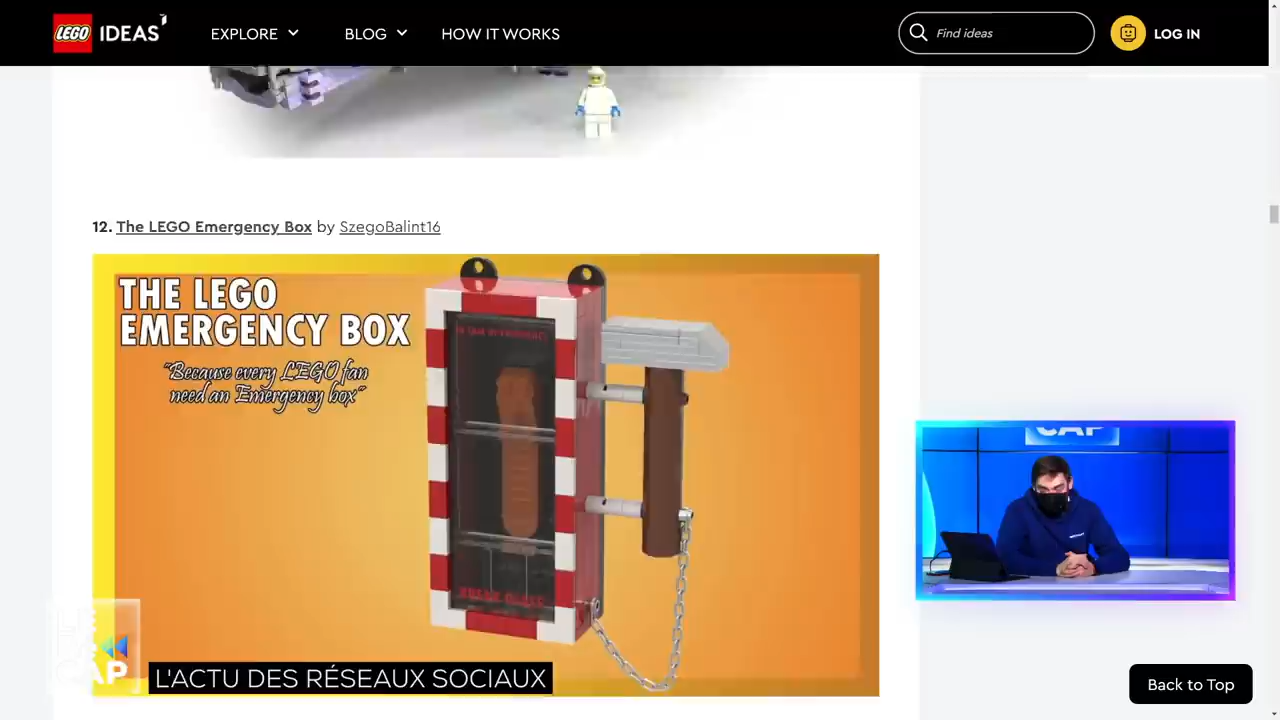 LEGO IDEAS
EXPLORE
BLOG
HOW IT WORKS
Find ideas
LOG IN
12. The LEGO Emergency Box by SzegoBalint16
THE LEGO
EMERGENCY BOX
"Because every LEGO fan
need an Emergency box"
CAP
CAP
L'ACTU DES RÉSEAUX SOCIAUX
Back to Top